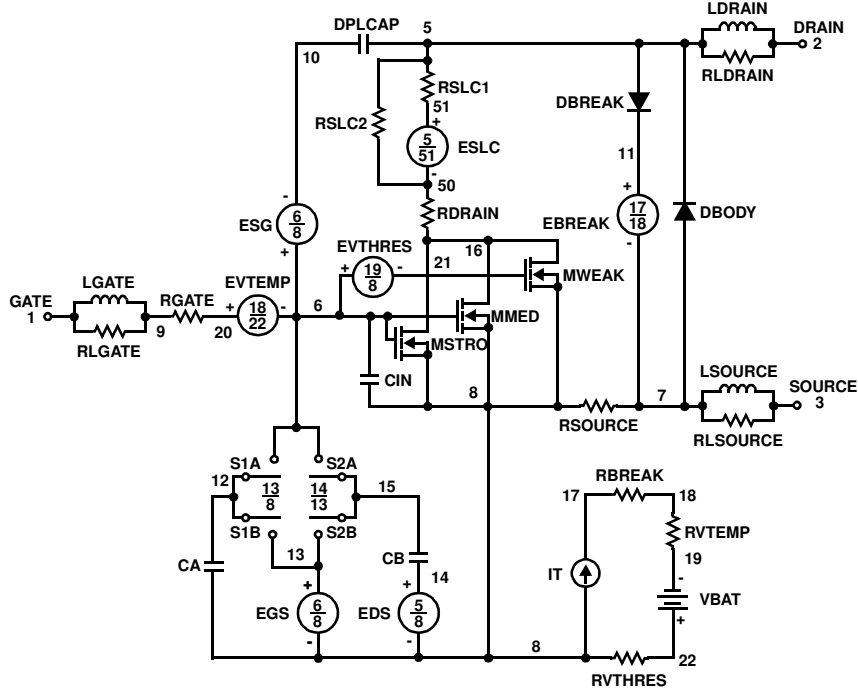 LDRAIN
DPLCAP
5
DRAIN
2
10
RLDRAIN
RSLC1
51
DBREAK
RSLC2
+
5
51
ESLC
-
50
11
-
+
RDRAIN
17
18
EBREAK
DBODY
6
8
ESG
+
-
EVTHRES
16
21
+
19
8
-
MWEAK
LGATE
EVTEMP
GATE
1
RGATE
+
18
22
-
6
MMED
9
20
MSTRO
RLGATE
LSOURCE
CIN
8
7
SOURCE
3
RSOURCE
RLSOURCE
S1A
S2A
12
13
8
14
13
15
RBREAK
17
18
S1B
S2B
RVTEMP
13
CB
19
CA
14
IT
-
+
+
VBAT
EGS
6
8
EDS
5
8
+
-
-
8
22
RVTHRES